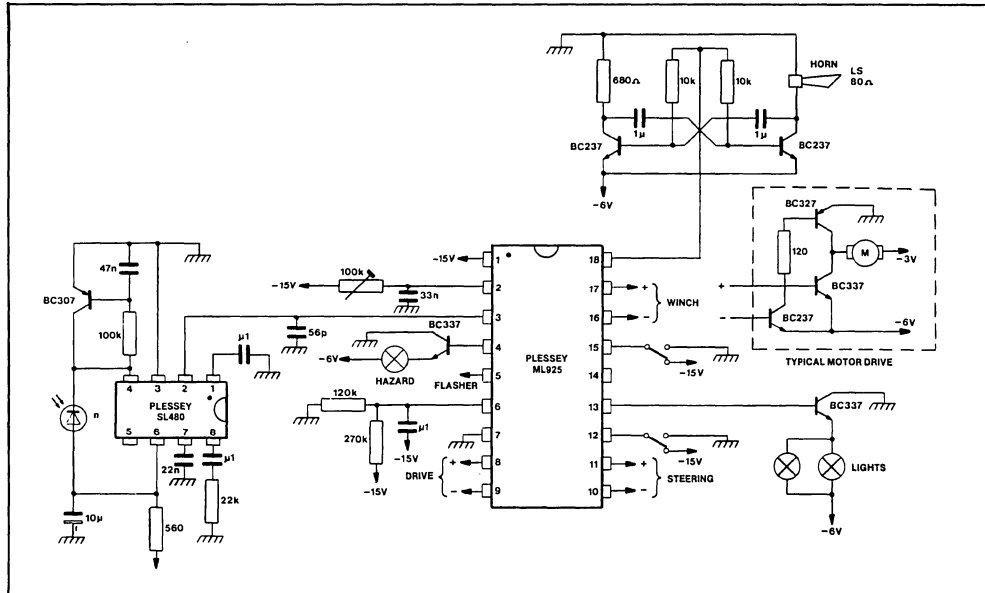 HORN
LS
80Ω
680Ω
10k
10k
1μ
1μ
BC237
BC237
-6V
BC327
120
M
-3V
+
BC337
-
BC237
-6V
TYPICAL MOTOR DRIVE
47n
BC307
100k
μ1
4
3
2
1
PLESSEY
SL480
5
6
7
8
n
22n
μ1
22k
10μ
560
-15V
100k
-15V
33n
56p
BC337
-6V
HAZARD
FLASHER
120k
270k
μ1
-15V
-15V
DRIVE
+
-
1
2
3
4
5
6
7
8
9
PLESSEY
ML925
18
17
16
15
14
13
12
11
10
+
-
WINCH
-15V
-15V
+
-
STEERING
BC337
LIGHTS
-6V